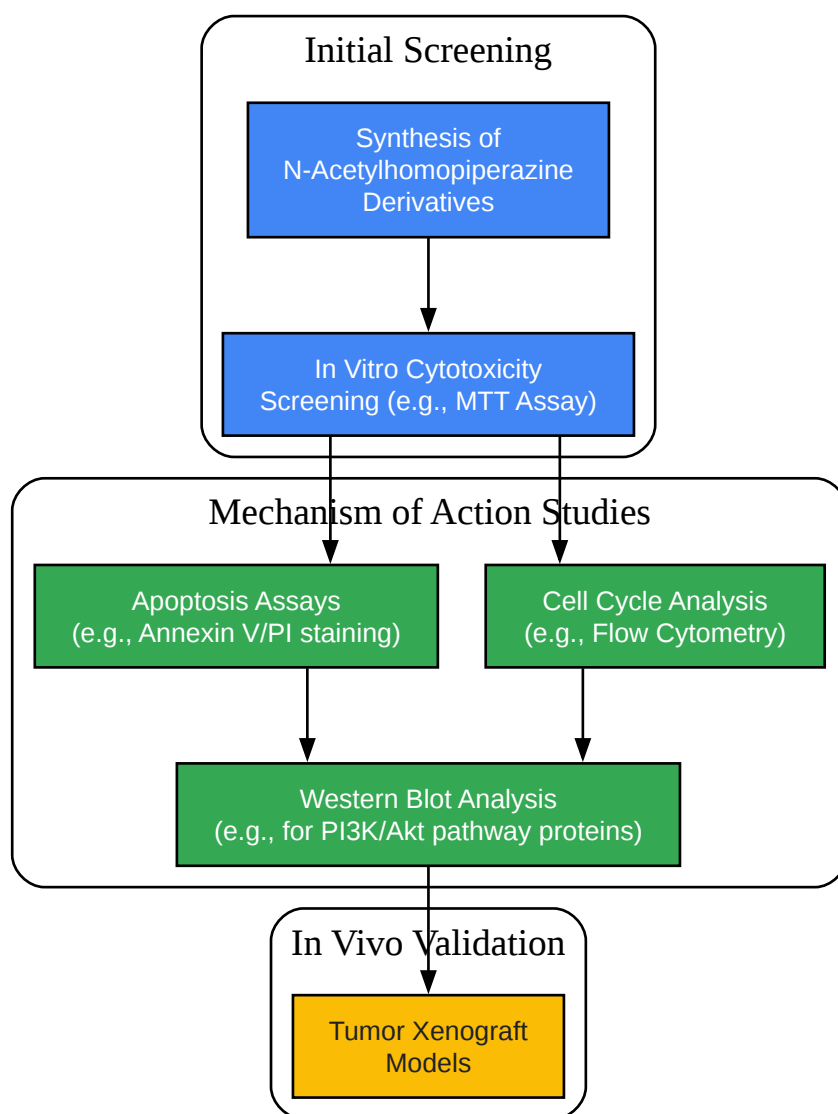 Initial Screening
Synthesis of
N-Acetylhomopiperazine
Derivatives
In Vitro Cytotoxicity
Screening (e.g., MTT Assay)
Mechanism of Action Studies
Apoptosis Assays
(e.g., Annexin V/PI staining)
Cell Cycle Analysis
(e.g., Flow Cytometry)
Western Blot Analysis
(e.g., for PI3K/Akt pathway proteins)
In Vivo Validation
Tumor Xenograft
Models